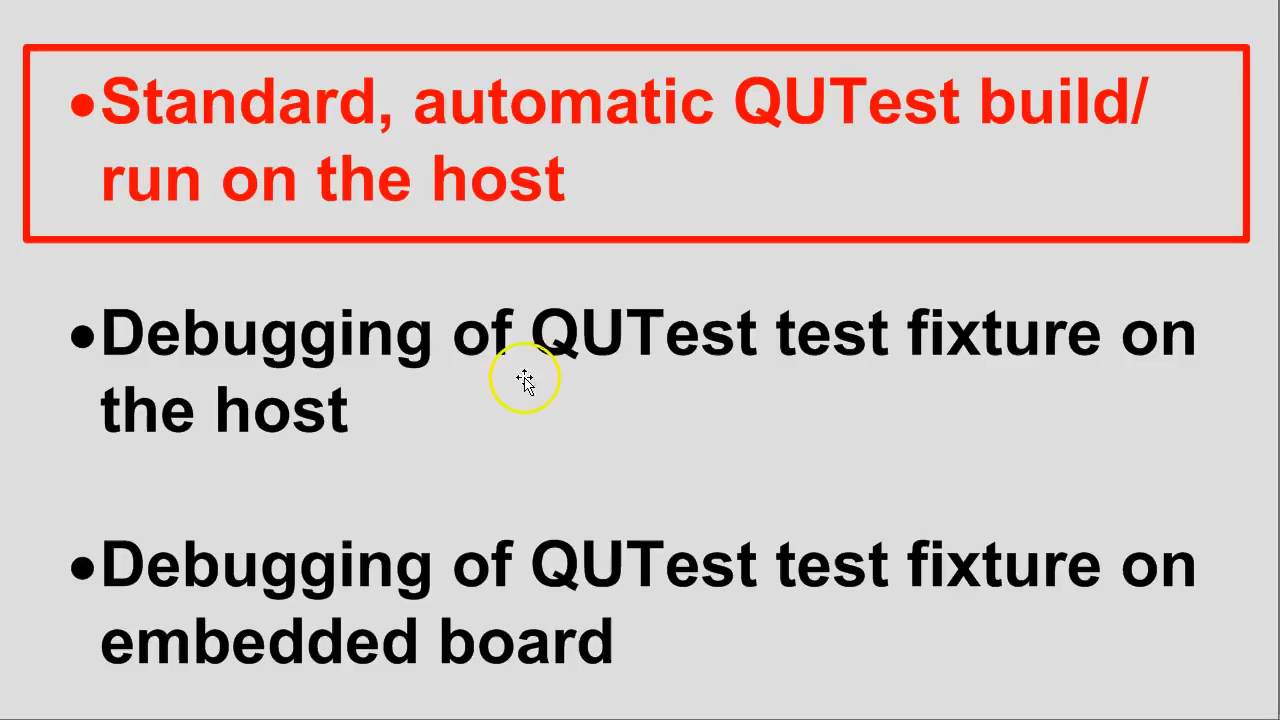 •Standard, automatic QUTest build/
run on the host
•Debugging of QUTest test fixture on
the host
•Debugging of QUTest test fixture on
embedded board